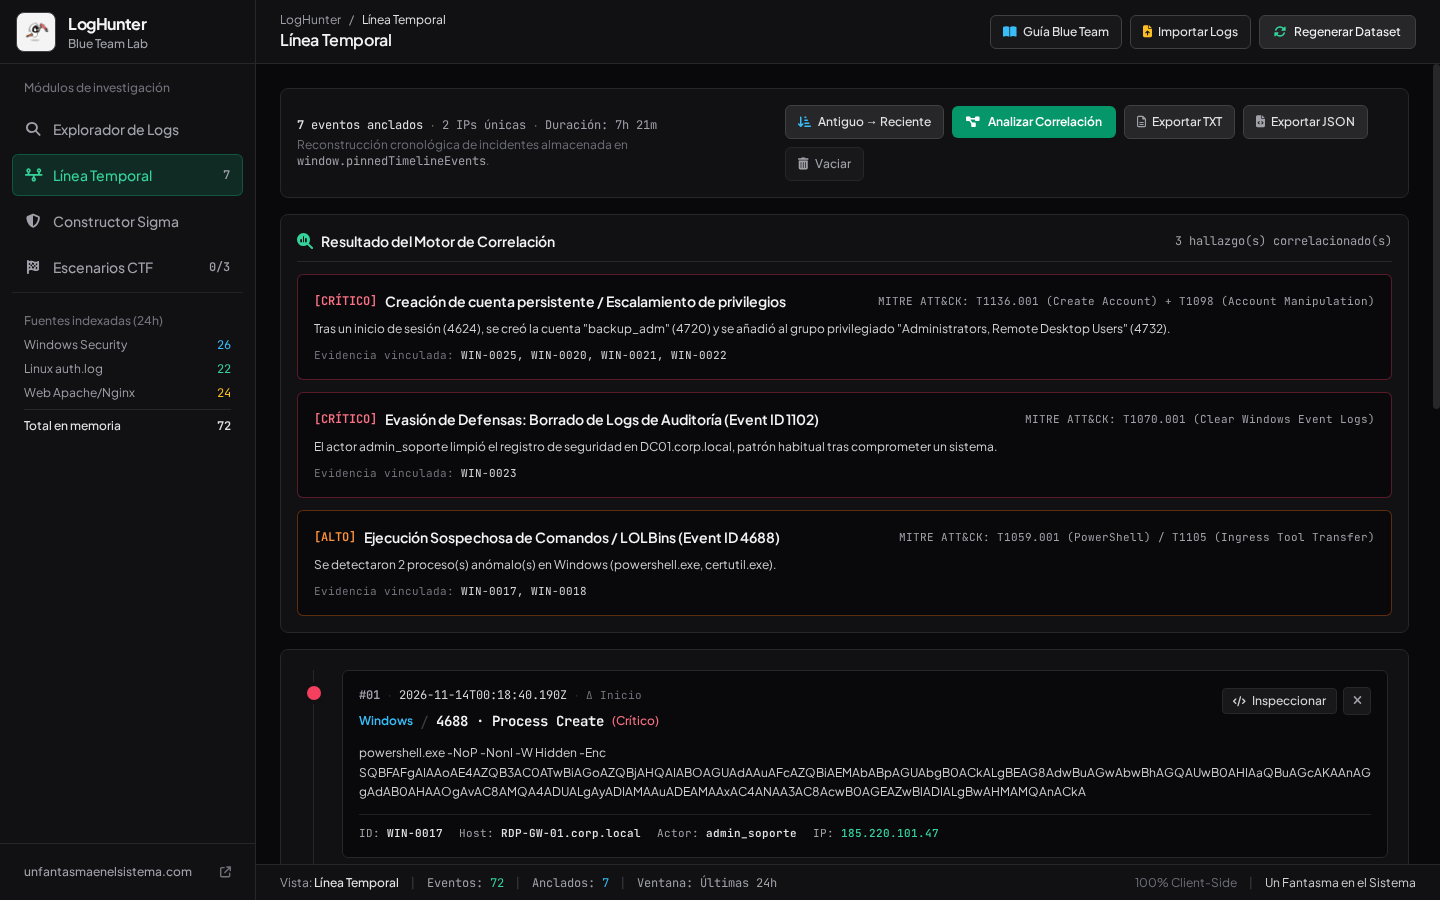 LogHunter
Blue Team Lab
Módulos de investigación
Explorador de Logs
Línea Temporal 7
Constructor Sigma
Escenarios CTF 0/3
Fuentes indexadas (24h)
Windows Security 26
Linux auth.log 22
Web Apache/Nginx 24
Total en memoria 72
unfantasmaenelsistema.com
LogHunter / Línea Temporal
Línea Temporal
Guía Blue Team
Importar Logs
Regenerar Dataset
7 eventos anclados · 2 IPs únicas · Duración: 7h 21m
Reconstrucción cronológica de incidentes almacenada en
window.pinnedTimelineEvents.
Antiguo → Reciente
Analizar Correlación
Exportar TXT
Exportar JSON
Vaciar
Resultado del Motor de Correlación
3 hallazgo(s) correlacionado(s)
[CRÍTICO] Creación de cuenta persistente / Escalamiento de privilegios
MITRE ATT&CK: T1136.001 (Create Account) + T1098 (Account Manipulation)
Tras un inicio de sesión (4624), se creó la cuenta "backup_adm" (4720) y se añadió al grupo privilegiado "Administrators, Remote Desktop Users" (4732).
Evidencia vinculada: WIN-0025, WIN-0020, WIN-0021, WIN-0022
[CRÍTICO] Evasión de Defensas: Borrado de Logs de Auditoría (Event ID 1102)
MITRE ATT&CK: T1070.001 (Clear Windows Event Logs)
El actor admin_soporte limpió el registro de seguridad en DC01.corp.local, patrón habitual tras comprometer un sistema.
Evidencia vinculada: WIN-0023
[ALTO] Ejecución Sospechosa de Comandos / LOLBins (Event ID 4688)
MITRE ATT&CK: T1059.001 (PowerShell) / T1105 (Ingress Tool Transfer)
Se detectaron 2 proceso(s) anómalo(s) en Windows (powershell.exe, certutil.exe).
Evidencia vinculada: WIN-0017, WIN-0018
#01 · 2026-11-14T00:18:40.190Z · Δ Inicio
Inspeccionar
Windows / 4688 · Process Create (Crítico)
powershell.exe -NoP -NonI -W Hidden -Enc
ID: WIN-0017 Host: RDP-GW-01.corp.local Actor: admin_soporte IP: 185.220.101.47
Vista: Línea Temporal | Eventos: 72 | Anclados: 7 | Ventana: Últimas 24h
100% Client-Side | Un Fantasma en el Sistema